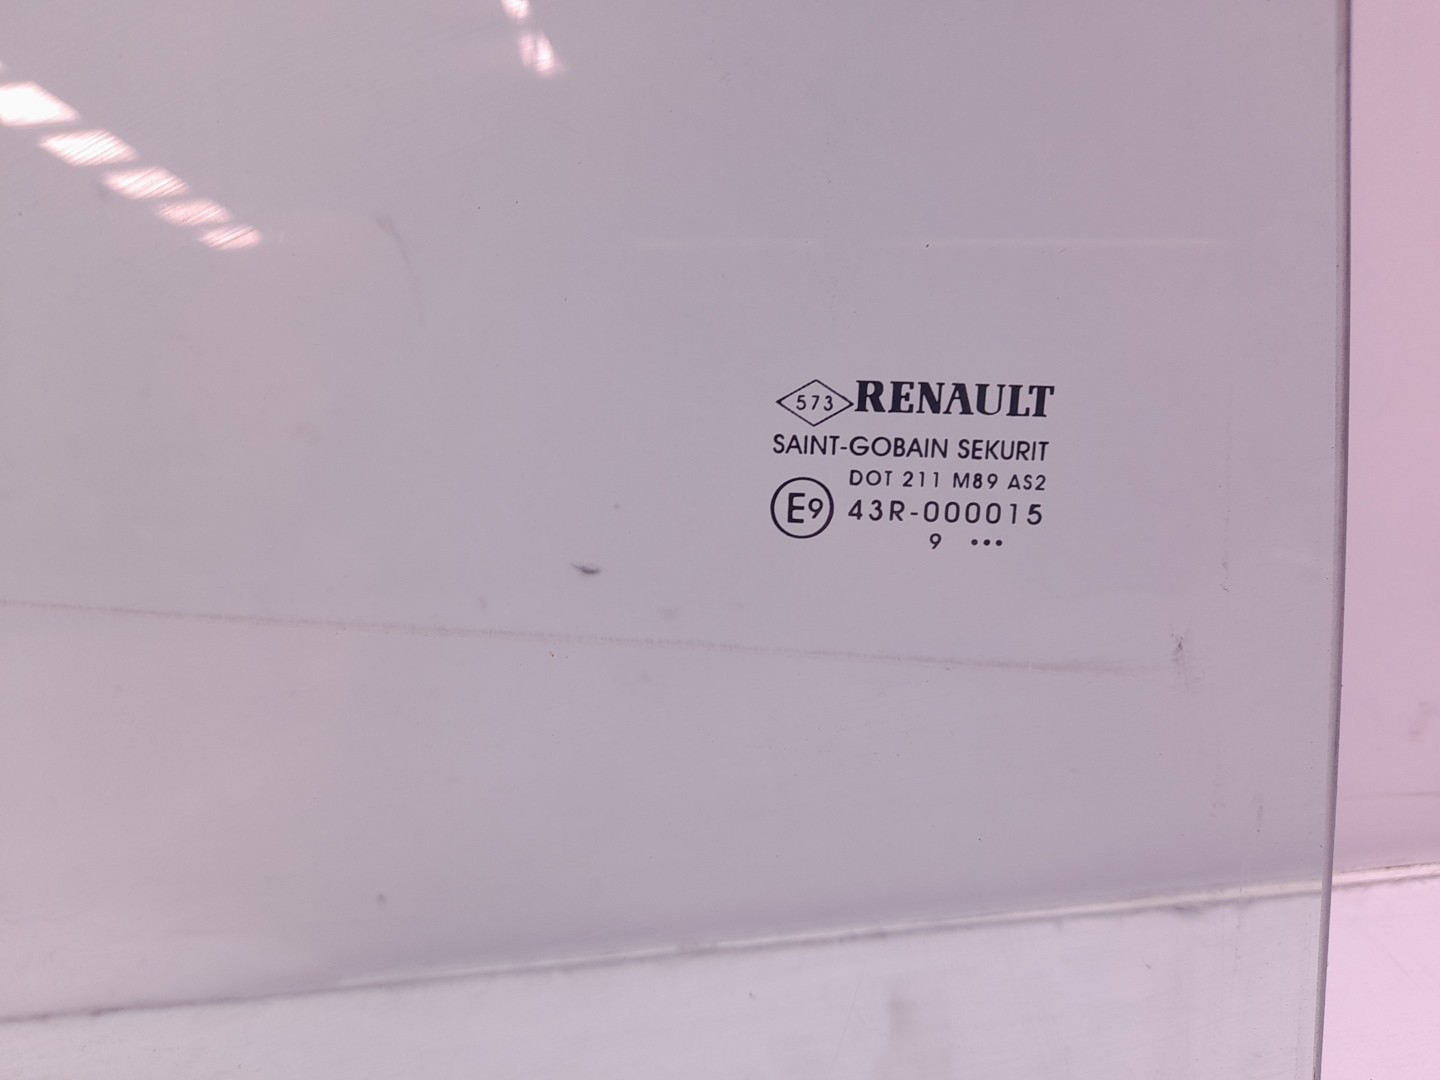 573 RENAULT
SAINT-GOBAIN SEKURIT
DOT 211 M89 AS2
E9 43R-000015
9 •••